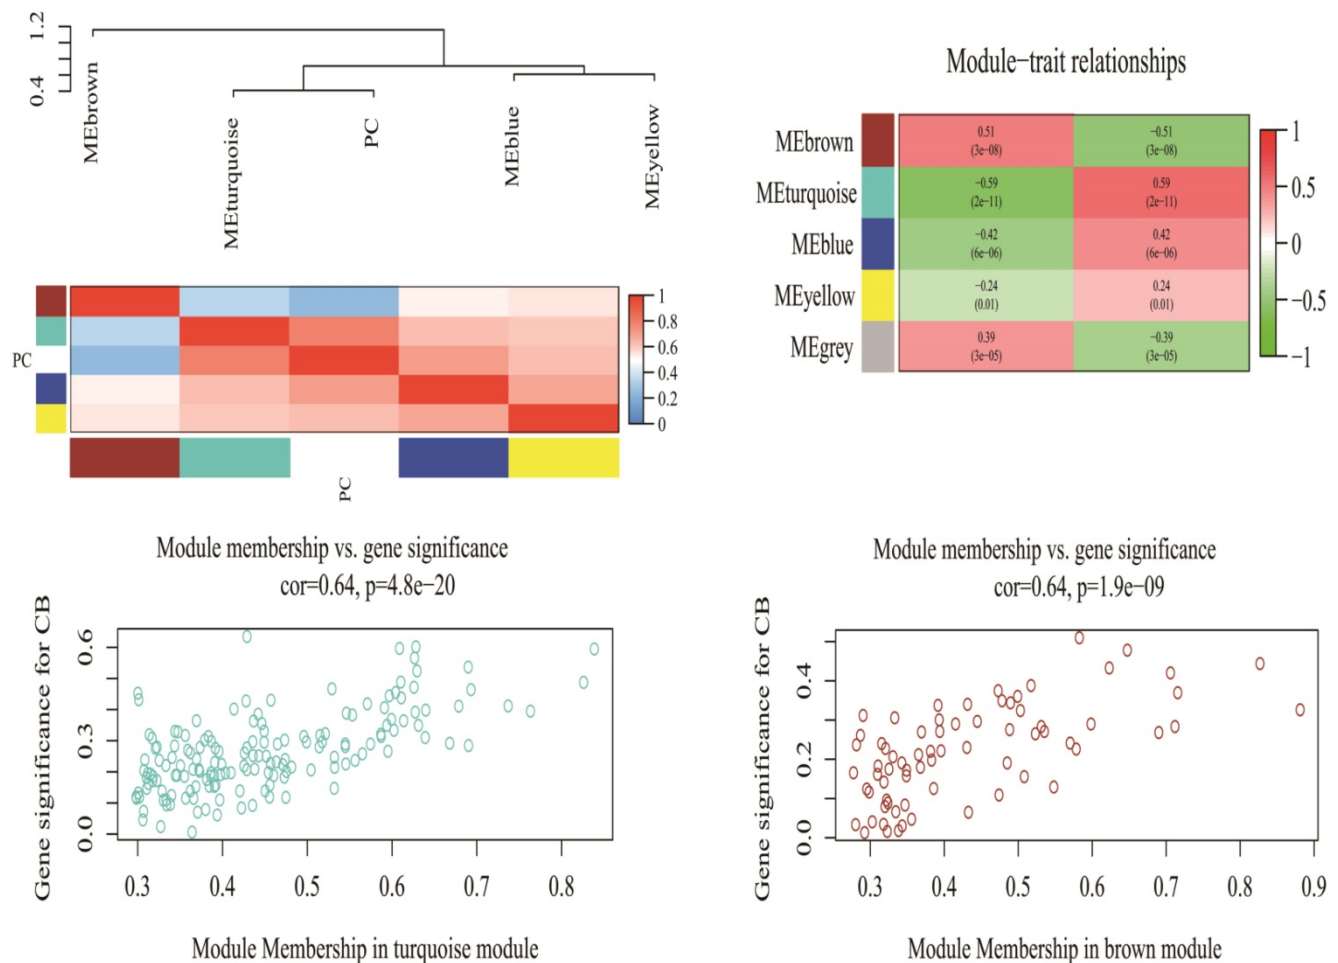 1.2
0.4
MEbrown
MEturquoise
PC
MEblue
MEyellow
PC
PC
1
0.8
0.6
0.4
0.2
0
Module−trait relationships
MEbrown
MEturquoise
MEblue
MEyellow
MEgrey
0.51
(3e−08)
−0.51
(3e−08)
−0.59
(2e−11)
0.59
(2e−11)
−0.42
(6e−06)
0.42
(6e−06)
−0.24
(0.01)
0.24
(0.01)
0.39
(3e−05)
−0.39
(3e−05)
1
0.5
0
−0.5
−1
Module membership vs. gene significance
cor=0.64, p=4.8e−20
Gene significance for CB
0.6
0.3
0.0
0.3 0.4 0.5 0.6 0.7 0.8
Module Membership in turquoise module
Module membership vs. gene significance
cor=0.64, p=1.9e−09
Gene significance for CB
0.4
0.2
0.0
0.3 0.4 0.5 0.6 0.7 0.8 0.9
Module Membership in brown module